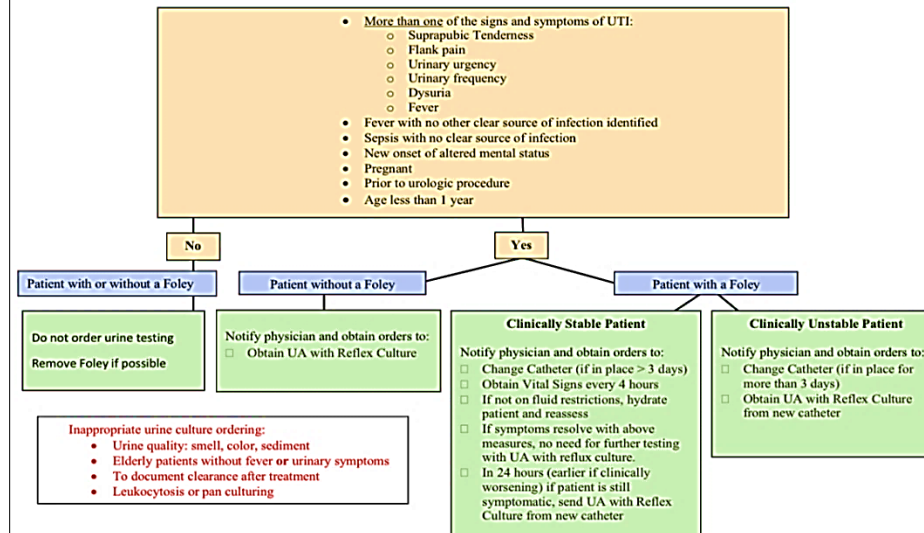 • More than one of the signs and symptoms of UTI:
o Suprapubic Tenderness
o Flank pain
o Urinary urgency
o Urinary frequency
o Dysuria
o Fever
• Fever with no other clear source of infection identified
• Sepsis with no clear source of infection
• New onset of altered mental status
• Pregnant
• Prior to urologic procedure
• Age less than 1 year
No
Yes
Patient with or without a Foley
Patient without a Foley
Patient with a Foley
Do not order urine testing
Remove Foley if possible
Notify physician and obtain orders to:
□ Obtain UA with Reflex Culture
Clinically Stable Patient
Notify physician and obtain orders to:
□ Change Catheter (if in place > 3 days)
□ Obtain Vital Signs every 4 hours
□ If not on fluid restrictions, hydrate
patient and reassess
□ If symptoms resolve with above
measures, no need for further testing
with UA with reflux culture.
□ In 24 hours (earlier if clinically
worsening) if patient is still
symptomatic, send UA with Reflex
Culture from new catheter
Clinically Unstable Patient
Notify physician and obtain orders to:
□ Change Catheter (if in place for
more than 3 days)
□ Obtain UA with Reflex Culture
from new catheter
Inappropriate urine culture ordering:
• Urine quality: smell, color, sediment
• Elderly patients without fever or urinary symptoms
• To document clearance after treatment
• Leukocytosis or pan culturing